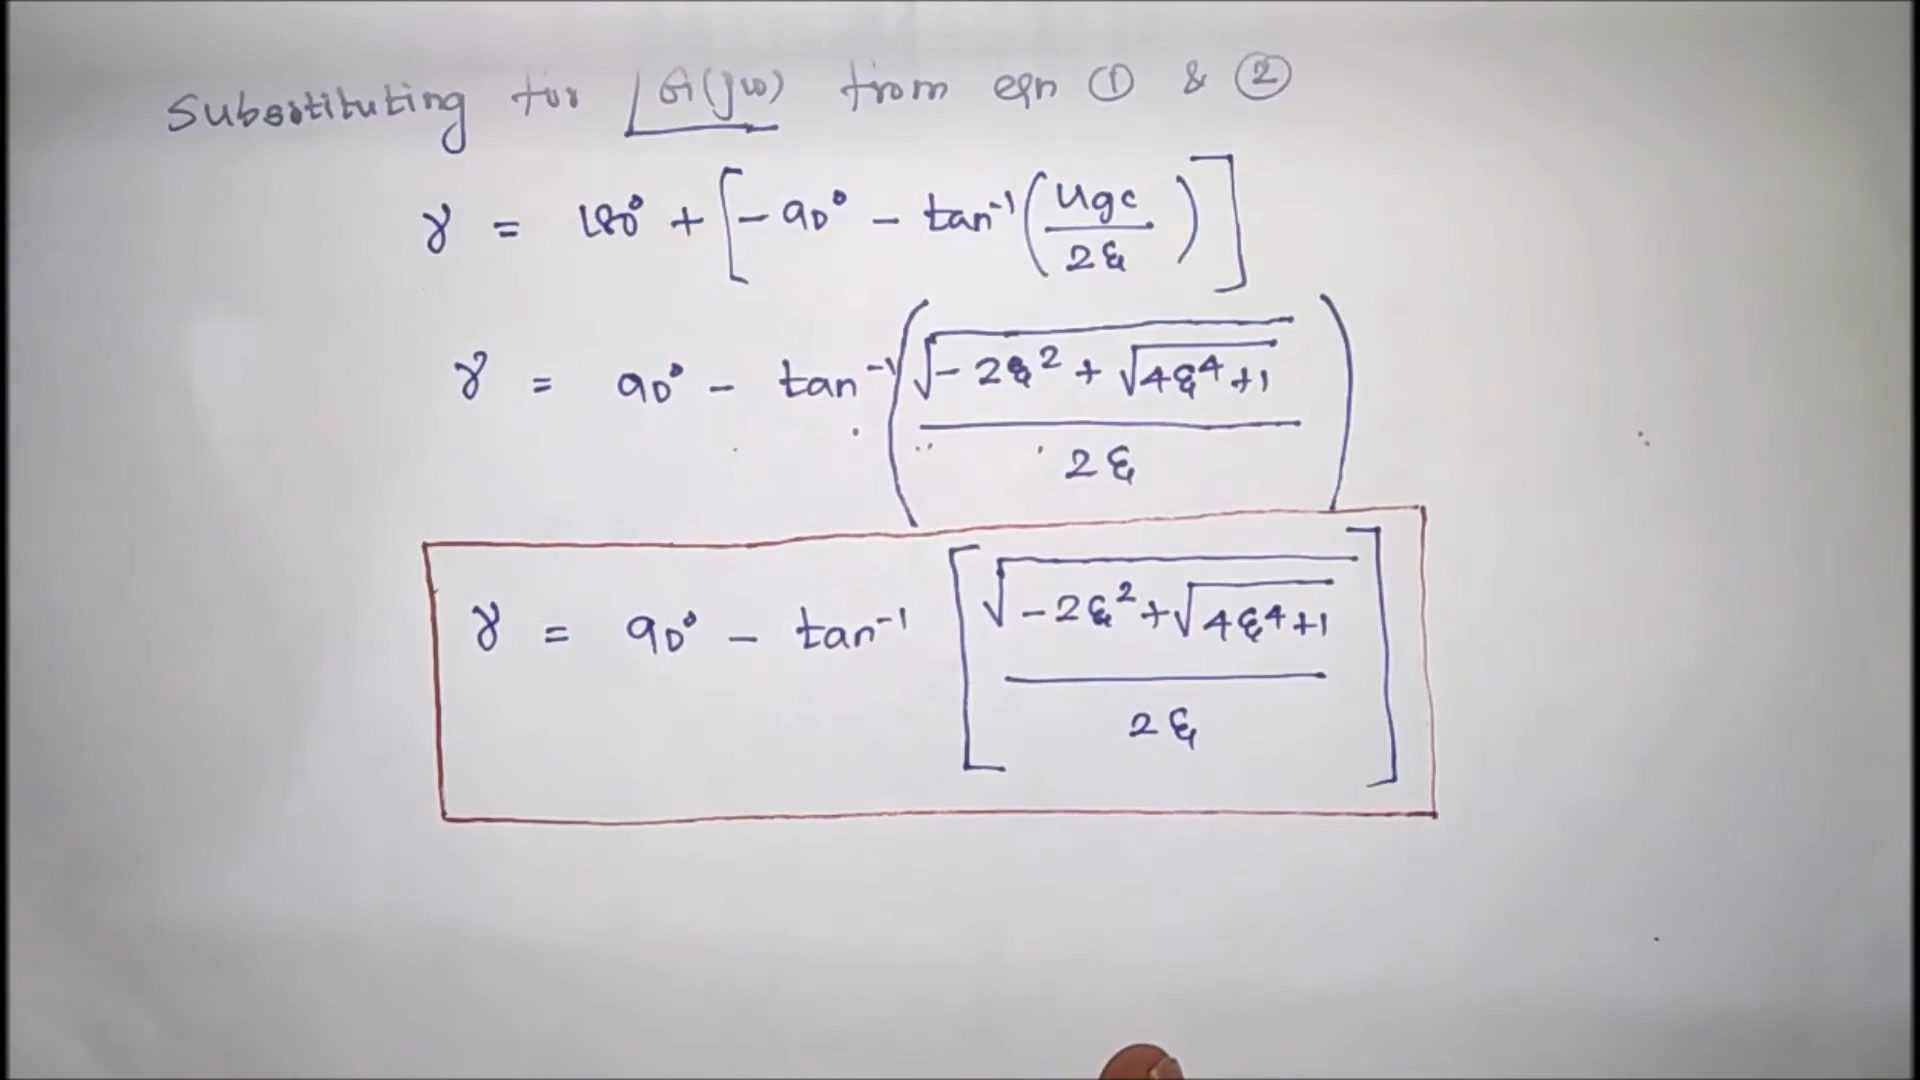 Substituting for ∠G(jω) from eqn ① & ②
γ = 180° + [-90° - tan⁻¹(ugc / 2ξ)]
γ = 90° - tan⁻¹(√(-2ξ² + √(4ξ⁴+1)) / 2ξ)
γ = 90° - tan⁻¹[√(-2ξ² + √(4ξ⁴+1)) / 2ξ]